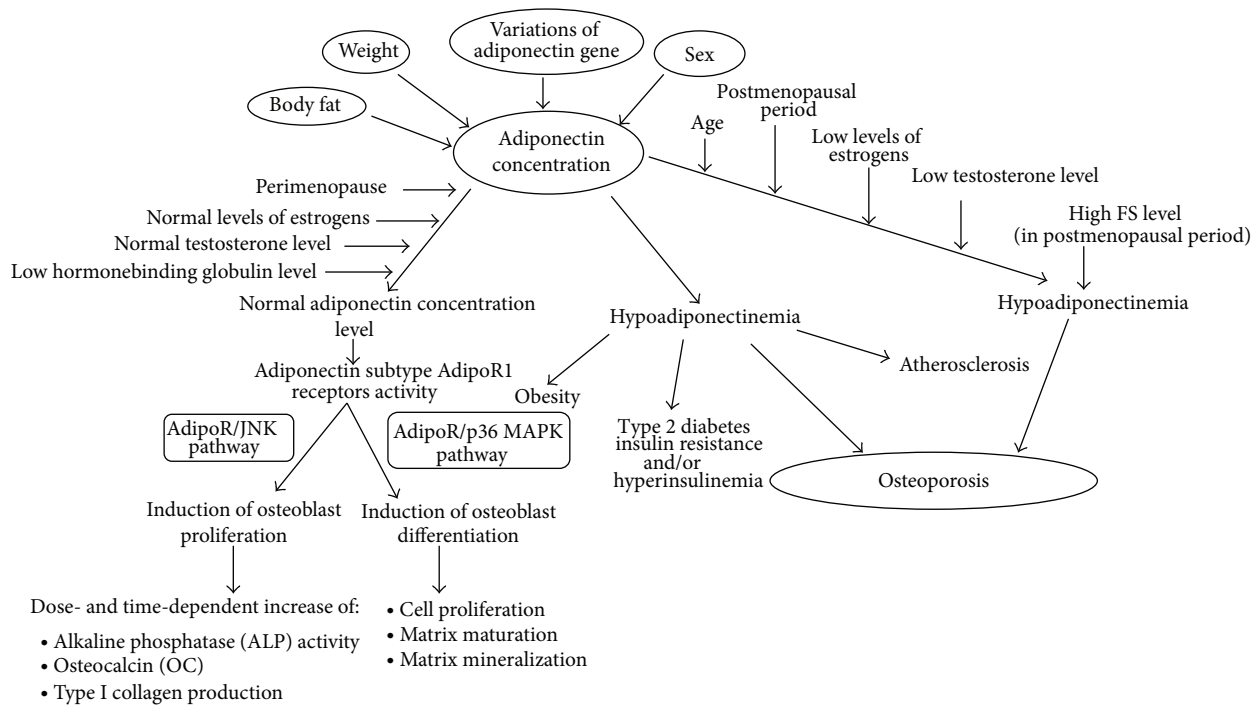 Variations of
adiponectin gene
Weight
Sex
Body fat
Postmenopausal
period
Age
Adiponectin
concentration
Low levels of
estrogens
Low testosterone level
High FS level
(in postmenopausal period)
Perimenopause
Normal levels of estrogens
Normal testosterone level
Low hormonebinding globulin level
Normal adiponectin concentration
level
Hypoadiponectinemia
Hypoadiponectinemia
Adiponectin subtype AdipoR1
receptors activity
Obesity
Atherosclerosis
AdipoR/JNK
pathway
AdipoR/p36 MAPK
pathway
Type 2 diabetes
insulin resistance
and/or
hyperinsulinemia
Osteoporosis
Induction of osteoblast
proliferation
Induction of osteoblast
differentiation
Dose- and time-dependent increase of:
• Alkaline phosphatase (ALP) activity
• Osteocalcin (OC)
• Type I collagen production
• Cell proliferation
• Matrix maturation
• Matrix mineralization